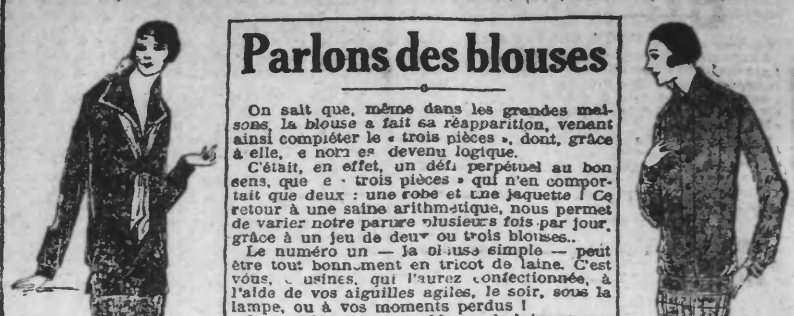 Parlons des blouses
On sait que, même dans les grandes mai-
sons, la blouse a fait sa réapparition, venant
ainsi compléter le « trois pièces », dont, grâce
à elle, e nom es devenu logique.
C'était, en effet, un défi perpétuel au bon
sens, que e « trois pièces » qui n'en compor-
tait que deux : une robe et une jaquette ! Ce
retour à une saine arithmétique, nous permet
de varier notre parure plusieurs fois par jour,
grâce à un jeu de deux ou trois blouses..
Le numéro un — la blouse simple — peut
être tout bonnement en tricot de laine. C'est
vous, usines, qui l'aurez confectionnée, à
l'aide de vos aiguilles agiles, le soir, sous la
lampe, ou à vos moments perdus !